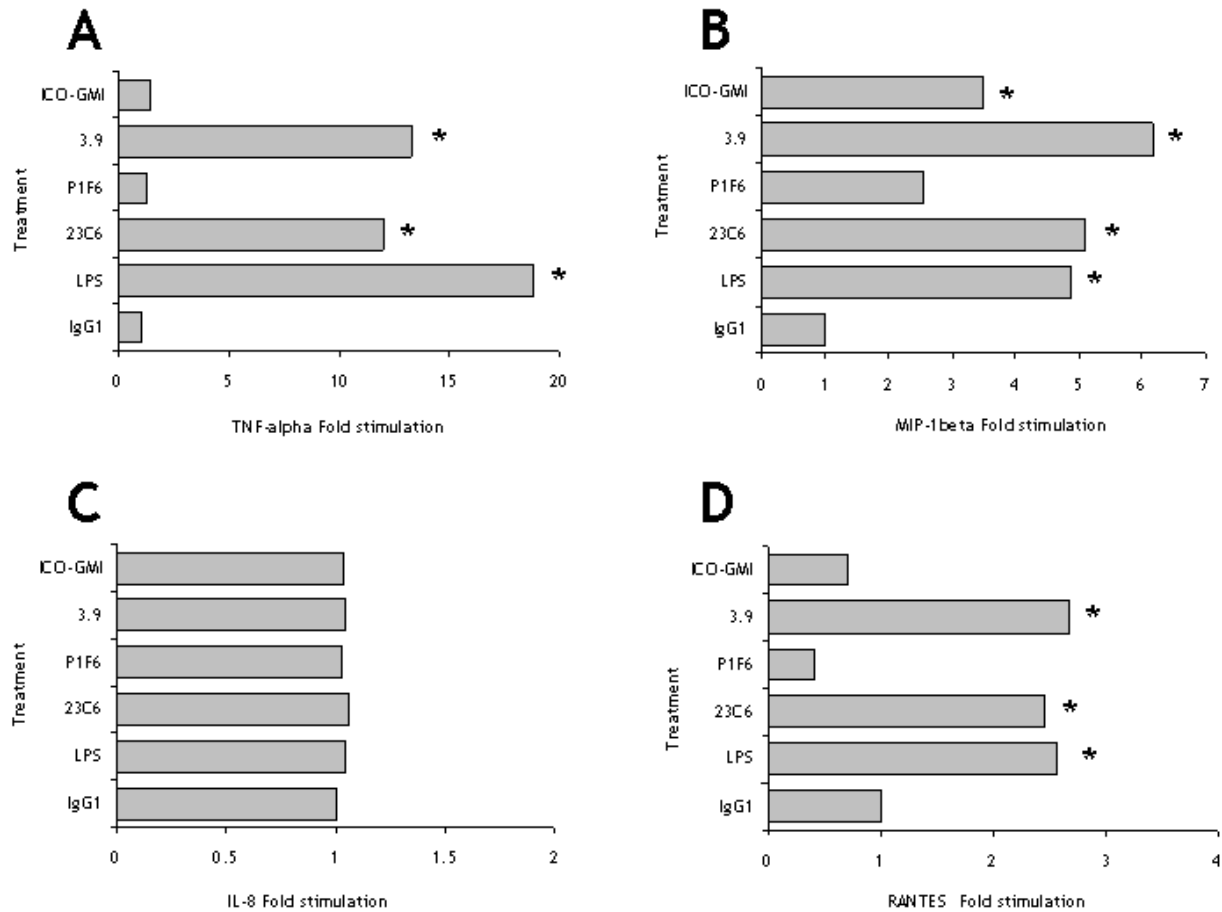 A
Treatment
ICO-GMI
3.9 *
P1F6
23C6 *
LPS *
IgG1
0 5 10 15 20
TNF-alpha Fold stimulation
B
Treatment
ICO-GMI *
3.9 *
P1F6
23C6 *
LPS *
IgG1
0 1 2 3 4 5 6 7
MIP-1beta Fold stimulation
C
Treatment
ICO-GMI
3.9
P1F6
23C6
LPS
IgG1
0 0.5 1 1.5 2
IL-8 Fold stimulation
D
Treatment
ICO-GMI
3.9 *
P1F6
23C6 *
LPS *
IgG1
0 1 2 3 4
RANTES Fold stimulation